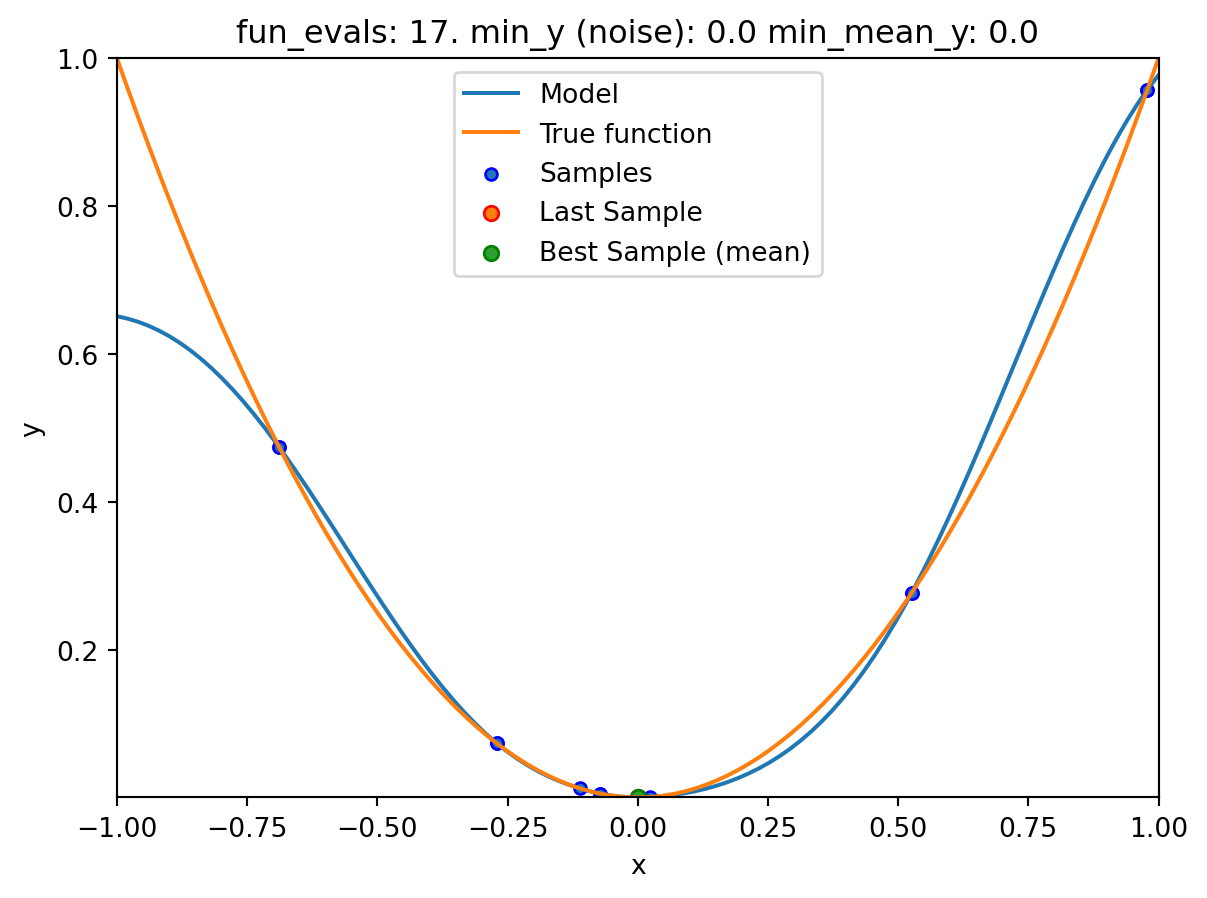 fun_evals: 17. min_y (noise): 0.0 min_mean_y: 0.0
Model
True function
Samples
Last Sample
Best Sample (mean)
1.0
0.8
0.6
0.4
0.2
y
−1.00 −0.75 −0.50 −0.25 0.00 0.25 0.50 0.75 1.00
x